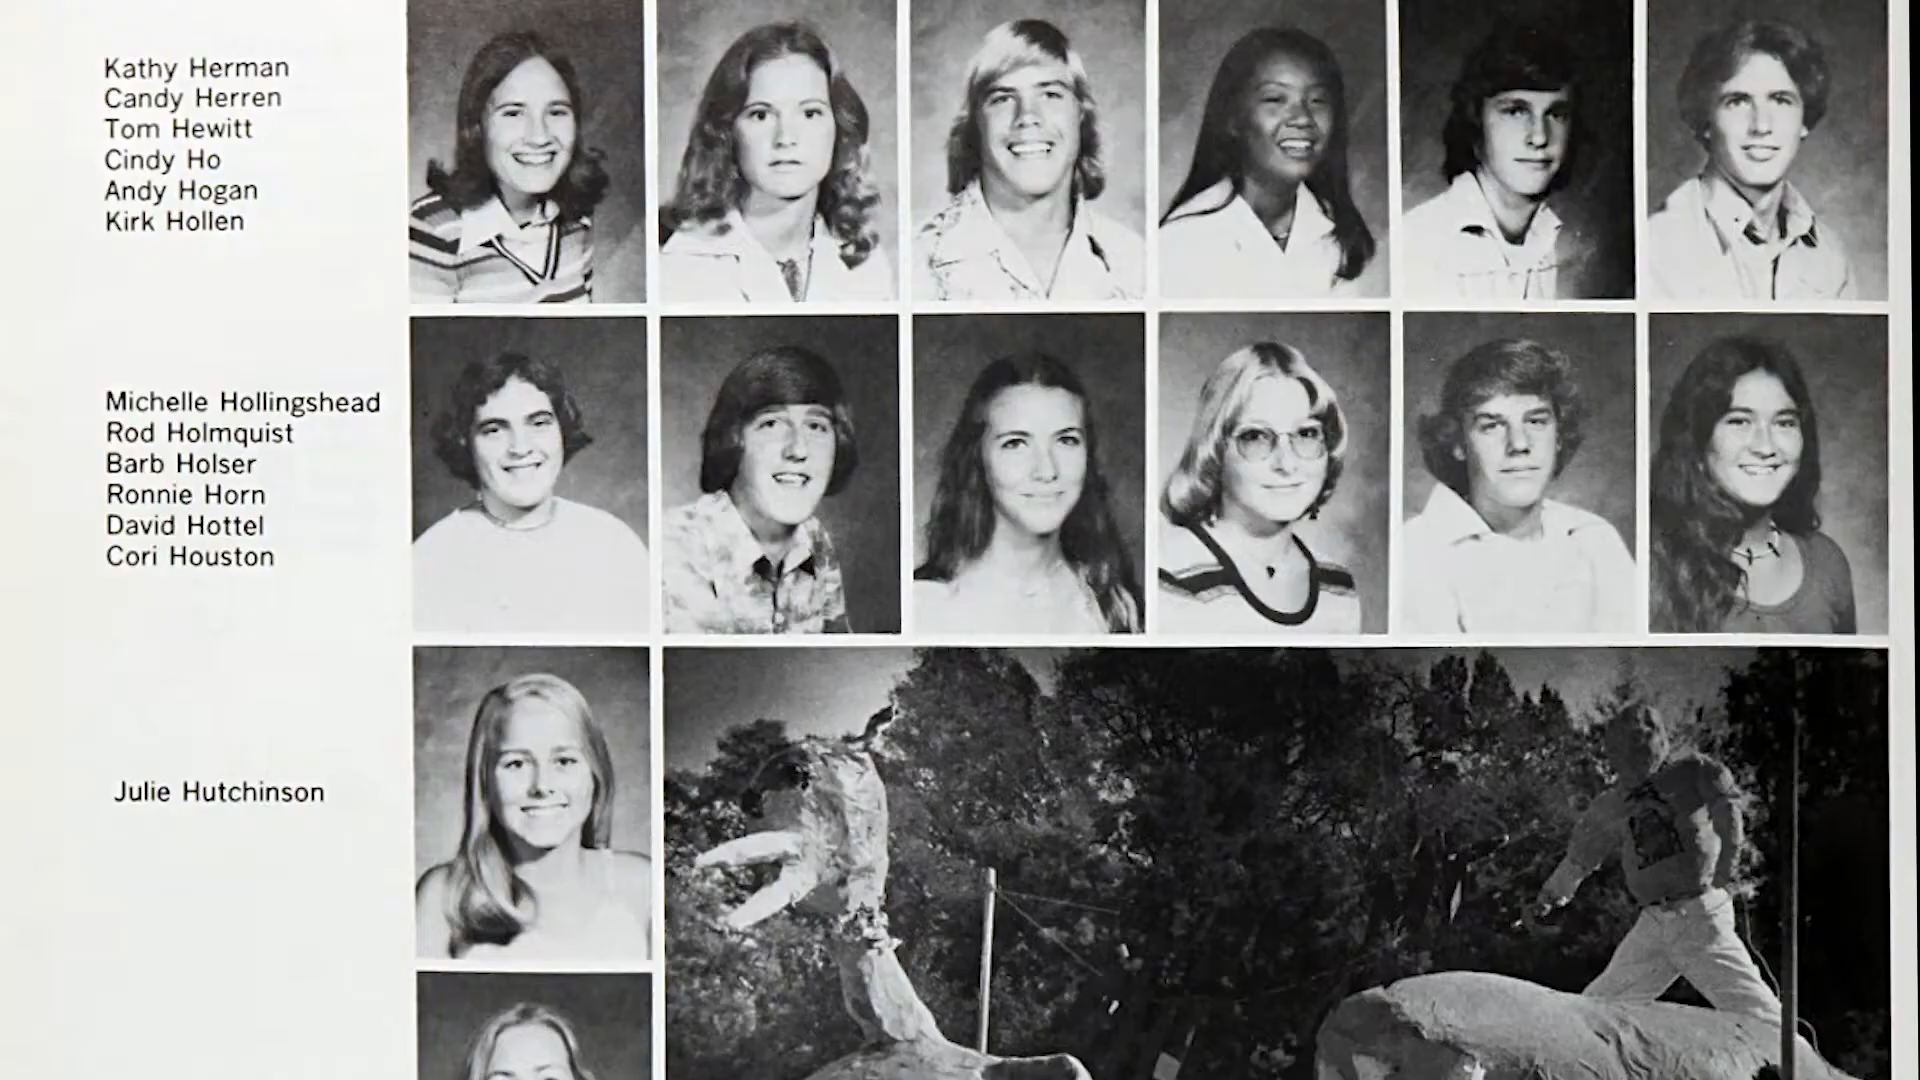 Kathy Herman
Candy Herren
Tom Hewitt
Cindy Ho
Andy Hogan
Kirk Hollen
Michelle Hollingshead
Rod Holmquist
Barb Holser
Ronnie Horn
David Hottel
Cori Houston
Julie Hutchinson